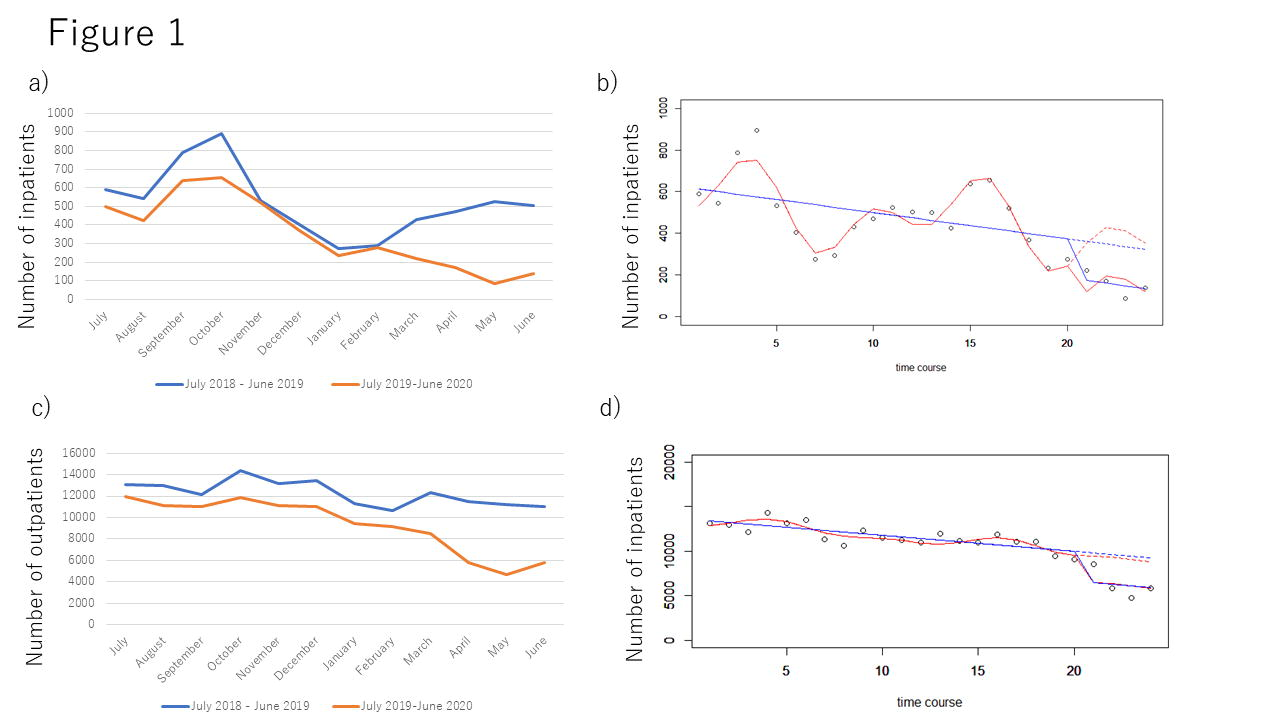 Figure 1
a)
Number of inpatients
1000
900
800
700
600
500
400
300
200
100
0
July
August
September
October
November
December
January
February
March
April
May
June
July 2018 - June 2019
July 2019-June 2020
b)
Number of inpatients
1000
800
600
400
200
0
5
10
15
20
time course
c)
Number of outpatients
16000
14000
12000
10000
8000
6000
4000
2000
0
July
August
September
October
November
December
January
February
March
April
May
June
July 2018 - June 2019
July 2019-June 2020
d)
Number of inpatients
20000
10000
5000
0
5
10
15
20
time course